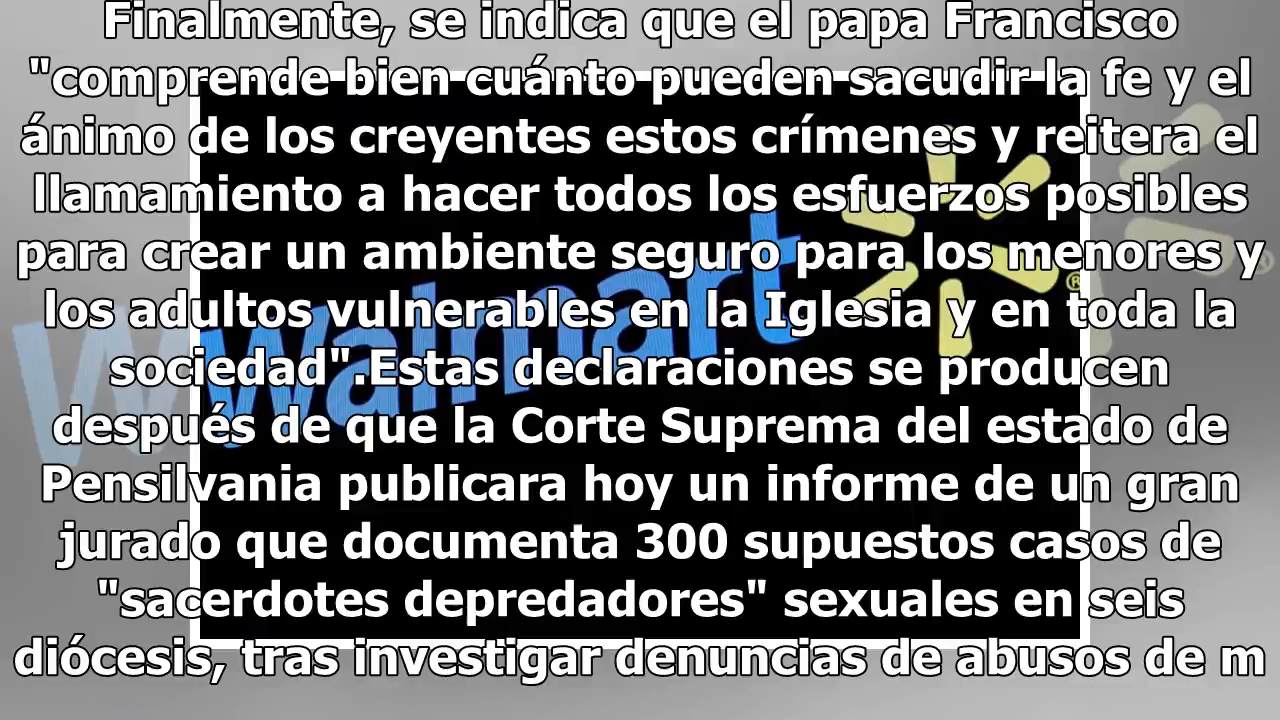 Finalmente, se indica que el papa Francisco
"comprende bien cuánto pueden sacudir la fe y el
ánimo de los creyentes estos crímenes y reitera el
llamamiento a hacer todos los esfuerzos posibles
para crear un ambiente seguro para los menores y
los adultos vulnerables en la Iglesia y en toda la
sociedad".Estas declaraciones se producen
después de que la Corte Suprema del estado de
Pensilvania publicara hoy un informe de un gran
jurado que documenta 300 supuestos casos de
"sacerdotes depredadores" sexuales en seis
diócesis, tras investigar denuncias de abusos de m
Walmart